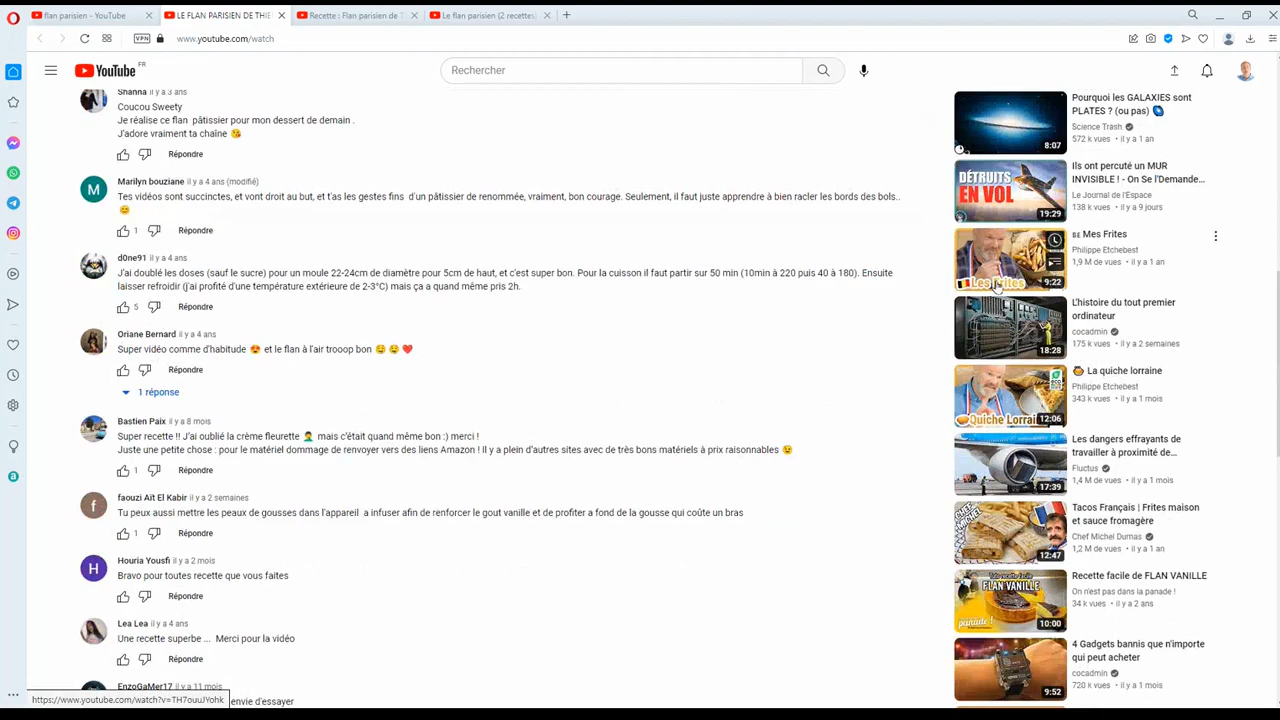 flan parisien - YouTube
LE FLAN PARISIEN DE THIE
Recette : Flan parisien de T
Le flan parisien (2 recettes)
VPN
www.youtube.com/watch
YouTube FR
Rechercher
Shanna il y a 3 ans
Coucou Sweety
Je réalise ce flan pâtissier pour mon dessert de demain .
J'adore vraiment ta chaîne 😘
Répondre
M
Marilyn bouziane il y a 4 ans (modifié)
Tes vidéos sont succinctes, et vont droit au but, et t'as les gestes fins d'un pâtissier de renommée, vraiment, bon courage. Seulement, il faut juste apprendre à bien racler les bords des bols..
😊
1 Répondre
d0ne91 il y a 4 ans
J'ai doublé les doses (sauf le sucre) pour un moule 22-24cm de diamètre pour 5cm de haut, et c'est super bon. Pour la cuisson il faut partir sur 50 min (10min à 220 puis 40 à 180). Ensuite
laisser refroidir (j'ai profité d'une température extérieure de 2-3°C) mais ça a quand même pris 2h.
5 Répondre
Oriane Bernard il y a 4 ans
Super vidéo comme d'habitude 😍 et le flan à l'air trooop bon 😋 😋 ❤️
Répondre
1 réponse
Bastien Paix il y a 8 mois
Super recette !! J'ai oublié la crème fleurette 🤦‍♂️ mais c'était quand même bon :) merci !
Juste une petite chose : pour le matériel dommage de renvoyer vers des liens Amazon ! Il y a plein d'autres sites avec de très bons matériels à prix raisonnables 😉
1 Répondre
f
faouzi Aït El Kabir il y a 2 semaines
Tu peux aussi mettre les peaux de gousses dans l'appareil a infuser afin de renforcer le gout vanille et de profiter a fond de la gousse qui coûte un bras
1 Répondre
H
Houria Yousfi il y a 2 mois
Bravo pour toutes recette que vous faites
Répondre
Lea Lea il y a 4 ans
Une recette superbe ... Merci pour la vidéo
Répondre
EnzoGaMer17 il y a 11 mois
envie d'essayer
https://www.youtube.com/watch?v=TH7ouuJYohk
8:07
Pourquoi les GALAXIES sont
PLATES ? (ou pas)
Science Trash
572 k vues • il y a 1 an
DÉTRUITS
EN VOL
19:29
Ils ont percuté un MUR
INVISIBLE ! - On Se l'Demande...
Le Journal de l'Espace
138 k vues • il y a 9 jours
Les Frites
9:22
BE Mes Frites
Philippe Etchebest
1,9 M de vues • il y a 1 an
18:28
L'histoire du tout premier
ordinateur
cocadmin
175 k vues • il y a 2 semaines
eco
Quiche Lorraine
12:06
La quiche lorraine
Philippe Etchebest
343 k vues • il y a 1 mois
17:39
Les dangers effrayants de
travailler à proximité de...
Fluctus
1,4 M de vues • il y a 1 mois
CHEZ MICHEL
12:47
Tacos Français | Frites maison
et sauce fromagère
Chef Michel Dumas
1,2 M de vues • il y a 1 an
FLAN VANILLE
panade !
10:00
Recette facile de FLAN VANILLE
On n'est pas dans la panade !
34 k vues • il y a 2 ans
9:52
4 Gadgets bannis que n'importe
qui peut acheter
cocadmin
720 k vues • il y a 1 mois